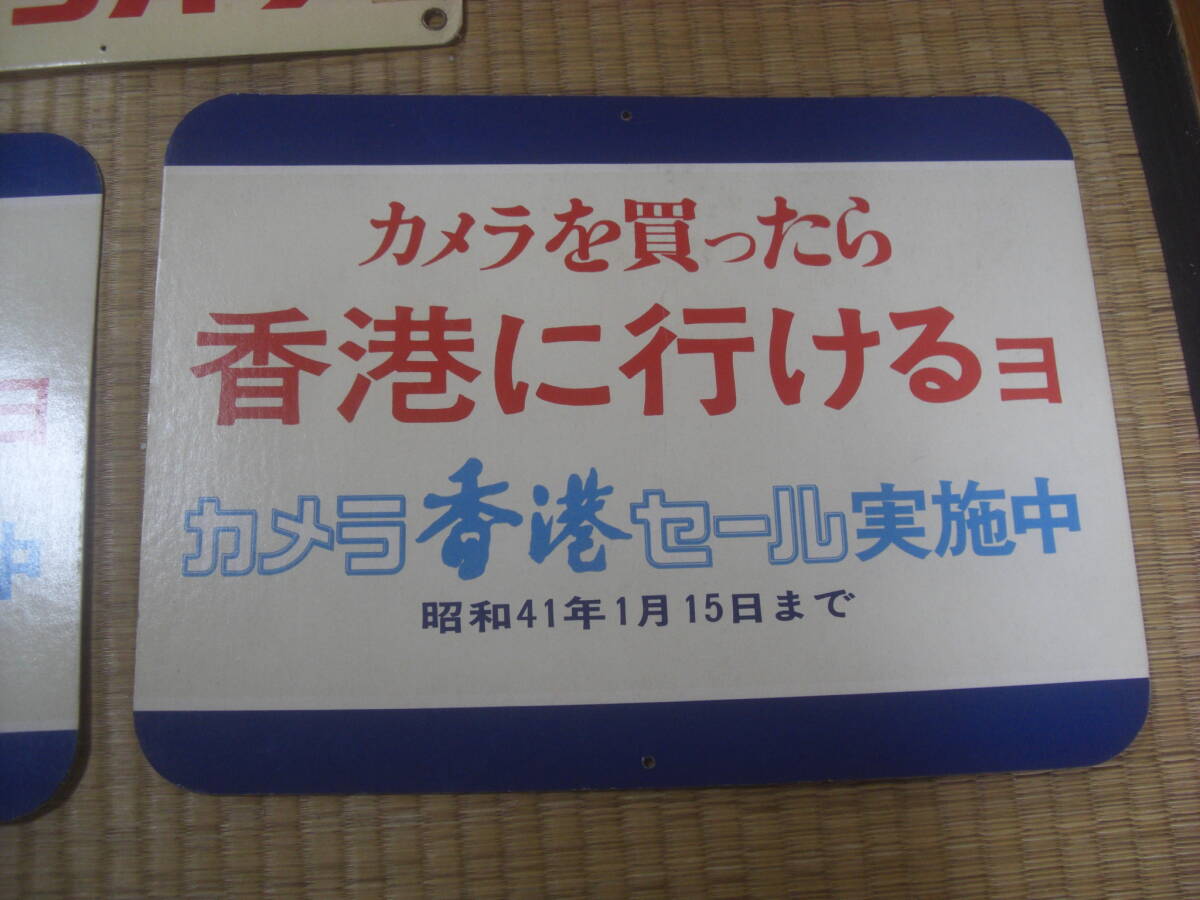 カメラを買ったら
香港に行けるヨ
カメラ香港セール実施中
昭和41年1月15日まで
ヨ
中